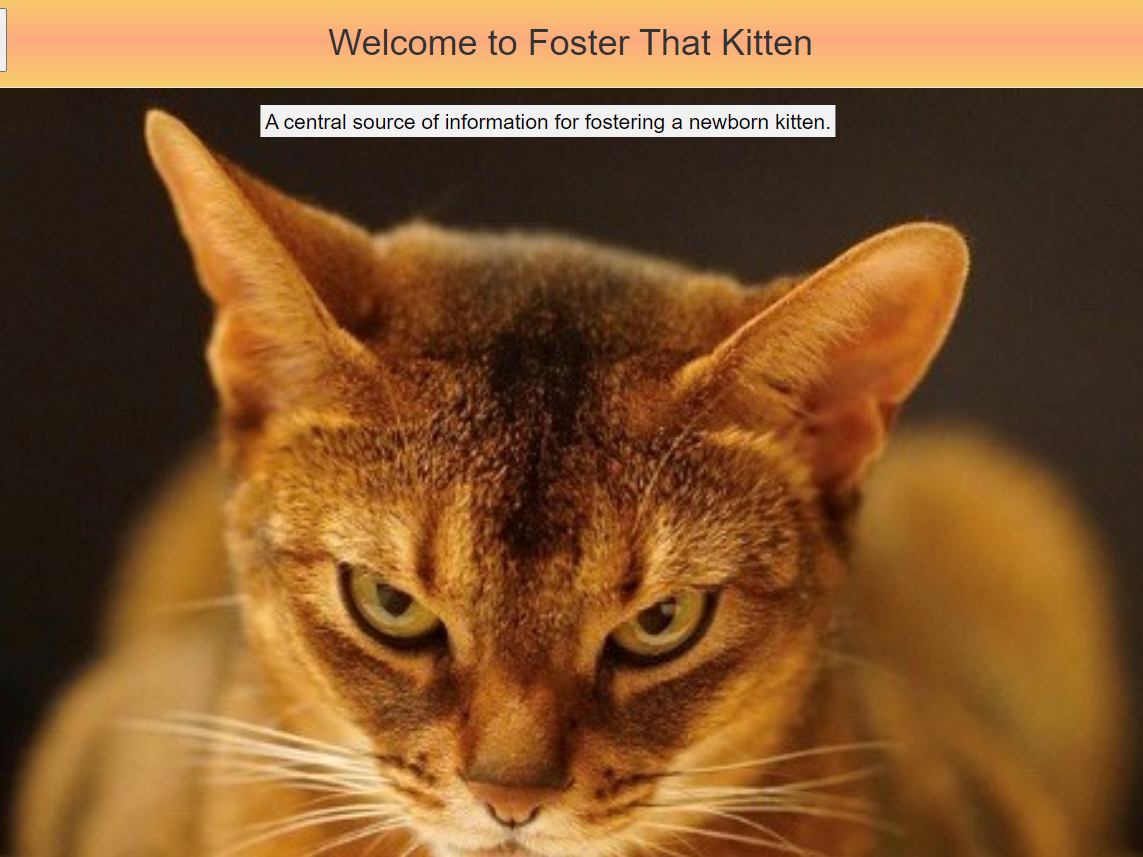 Welcome to Foster That Kitten
A central source of information for fostering a newborn kitten.